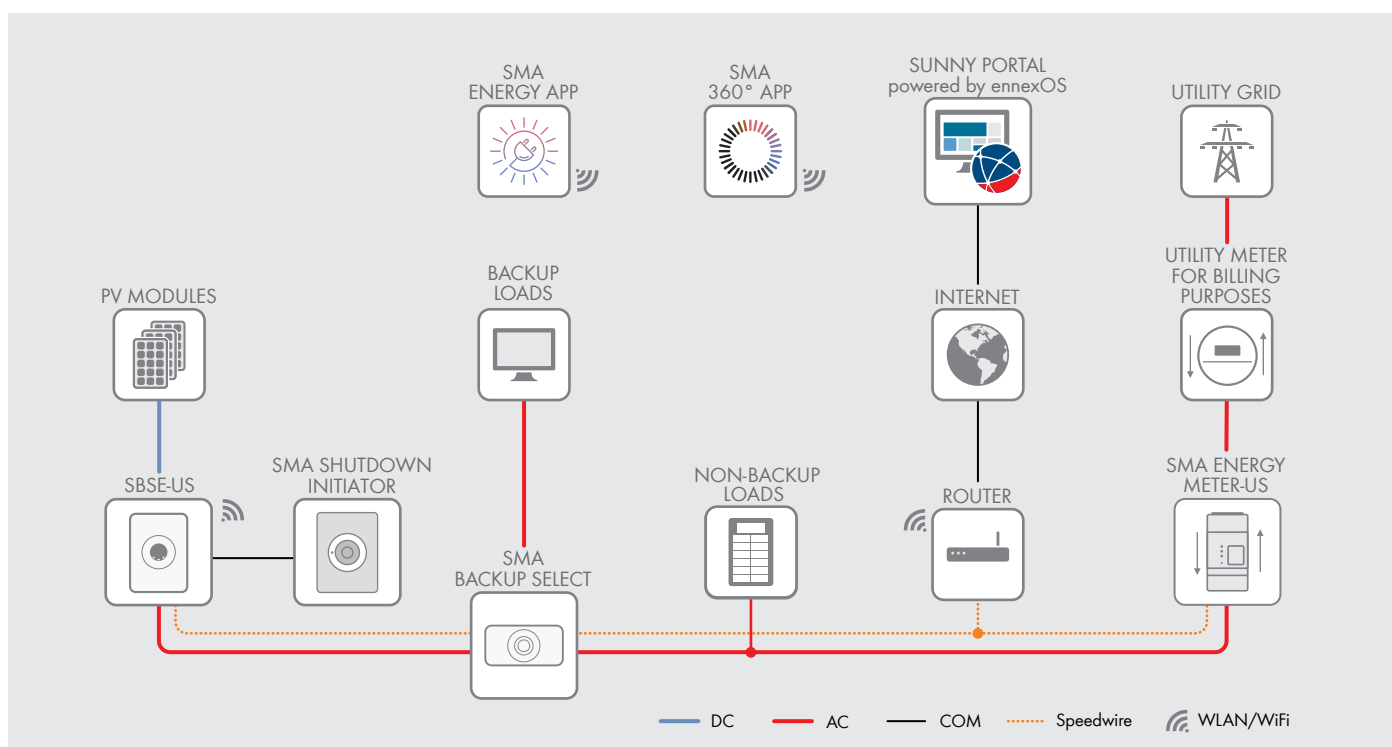 SMA
ENERGY APP
SMA
360° APP
SUNNY PORTAL
powered by ennexOS
UTILITY GRID
PV MODULES
BACKUP
LOADS
INTERNET
UTILITY METER
FOR BILLING
PURPOSES
SBSE-US
SMA SHUTDOWN
INITIATOR
SMA
BACKUP SELECT
NON-BACKUP
LOADS
ROUTER
SMA ENERGY
METER-US
DC
AC
COM
Speedwire
WLAN/WiFi